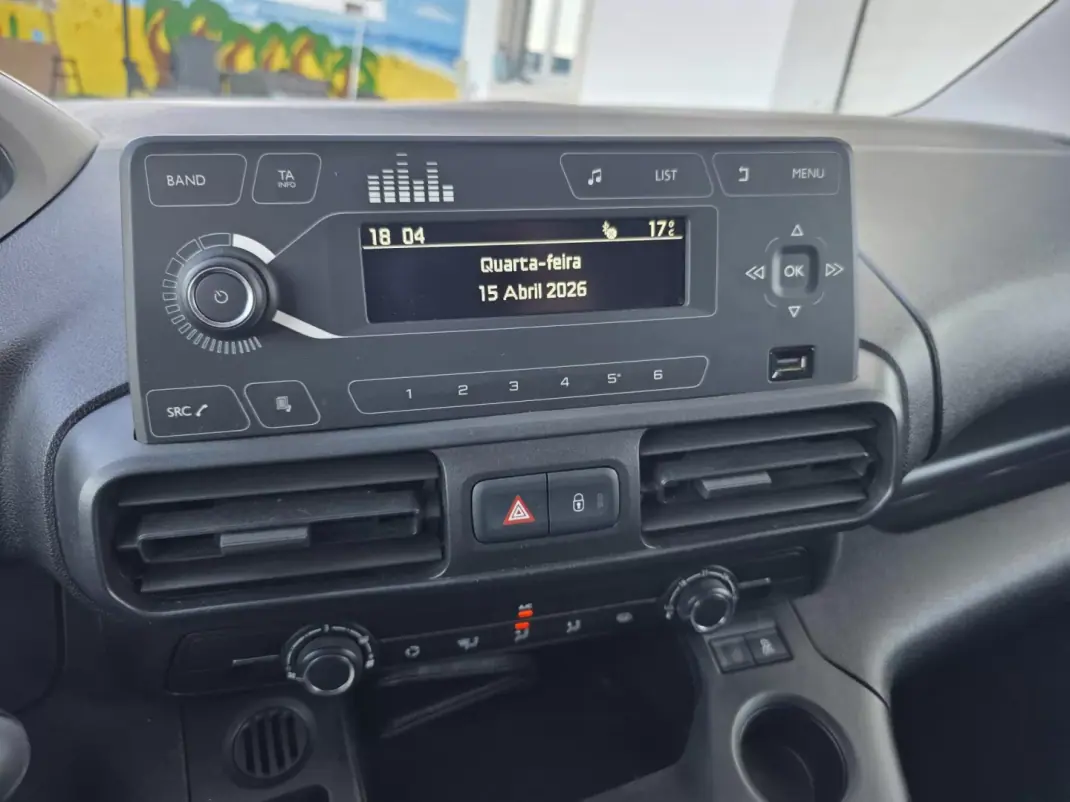 BAND
TA
INFO
LIST
MENU
18 04
17°C
Quarta-feira
15 Abril 2026
OK
1 2 3 4 5* 6
SRC
A/C